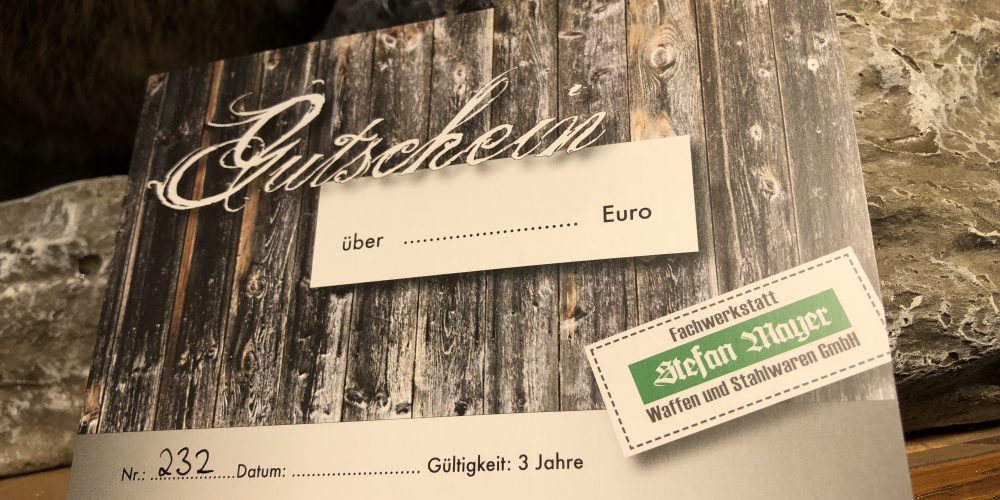 Gutschein
über .............................. Euro
Fachwerkstatt
Stefan Mayer
Waffen und Stahlwaren GmbH
Nr.: 232 Datum: .............................. Gültigkeit: 3 Jahre